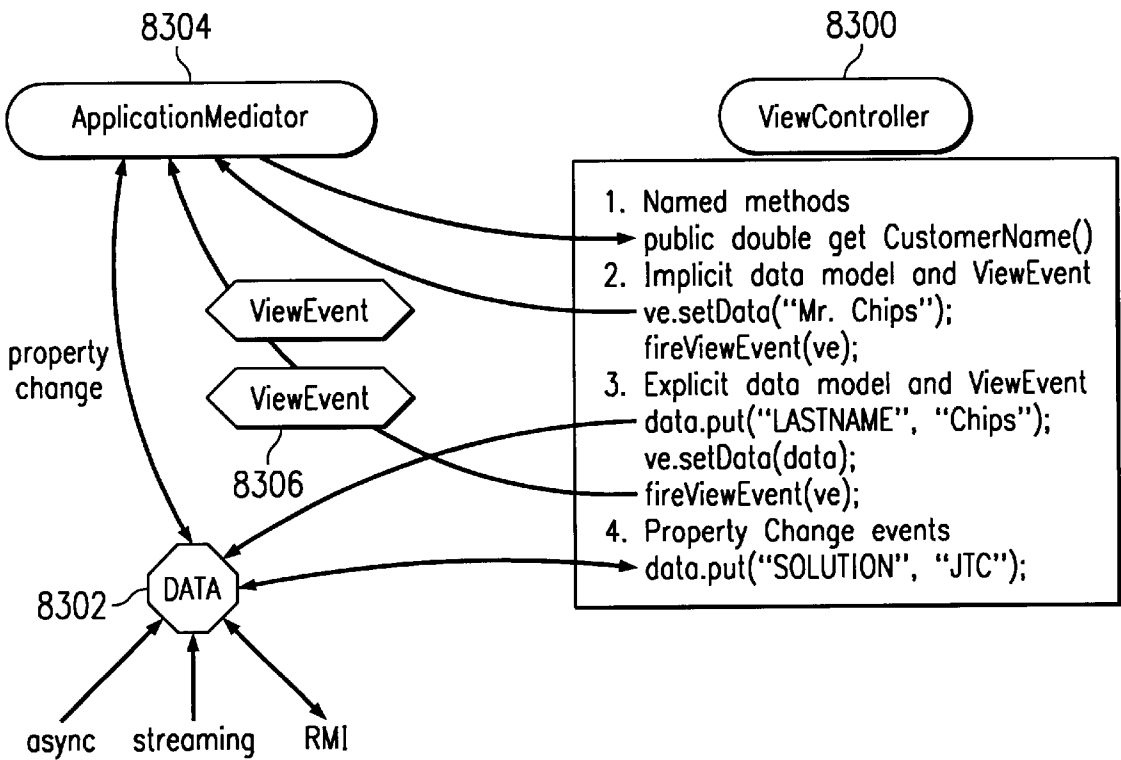 8304
8300
ApplicationMediator
ViewController
1. Named methods
public double get CustomerName()
2. Implicit data model and ViewEvent
ve.setData(“Mr. Chips”);
fireViewEvent(ve);
3. Explicit data model and ViewEvent
data.put(“LASTNAME”, “Chips”);
ve.setData(data);
fireViewEvent(ve);
4. Property Change events
data.put(“SOLUTION”, “JTC”);
ViewEvent
property
change
ViewEvent
8306
DATA
8302
async
streaming
RMI